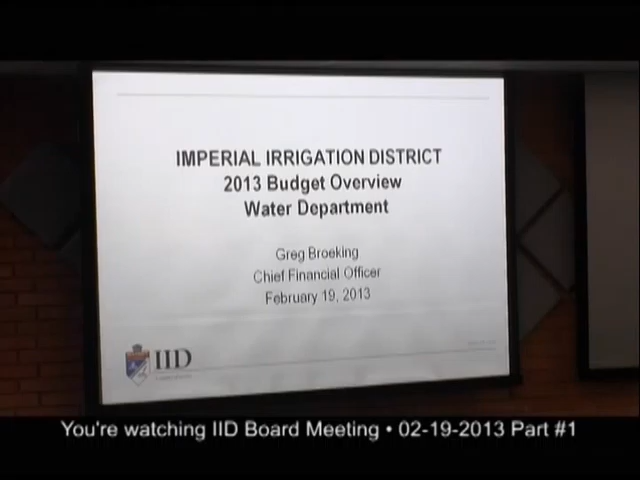 IMPERIAL IRRIGATION DISTRICT
2013 Budget Overview
Water Department
Greg Broeking
Chief Financial Officer
February 19, 2013
IID
You're watching IID Board Meeting • 02-19-2013 Part #1